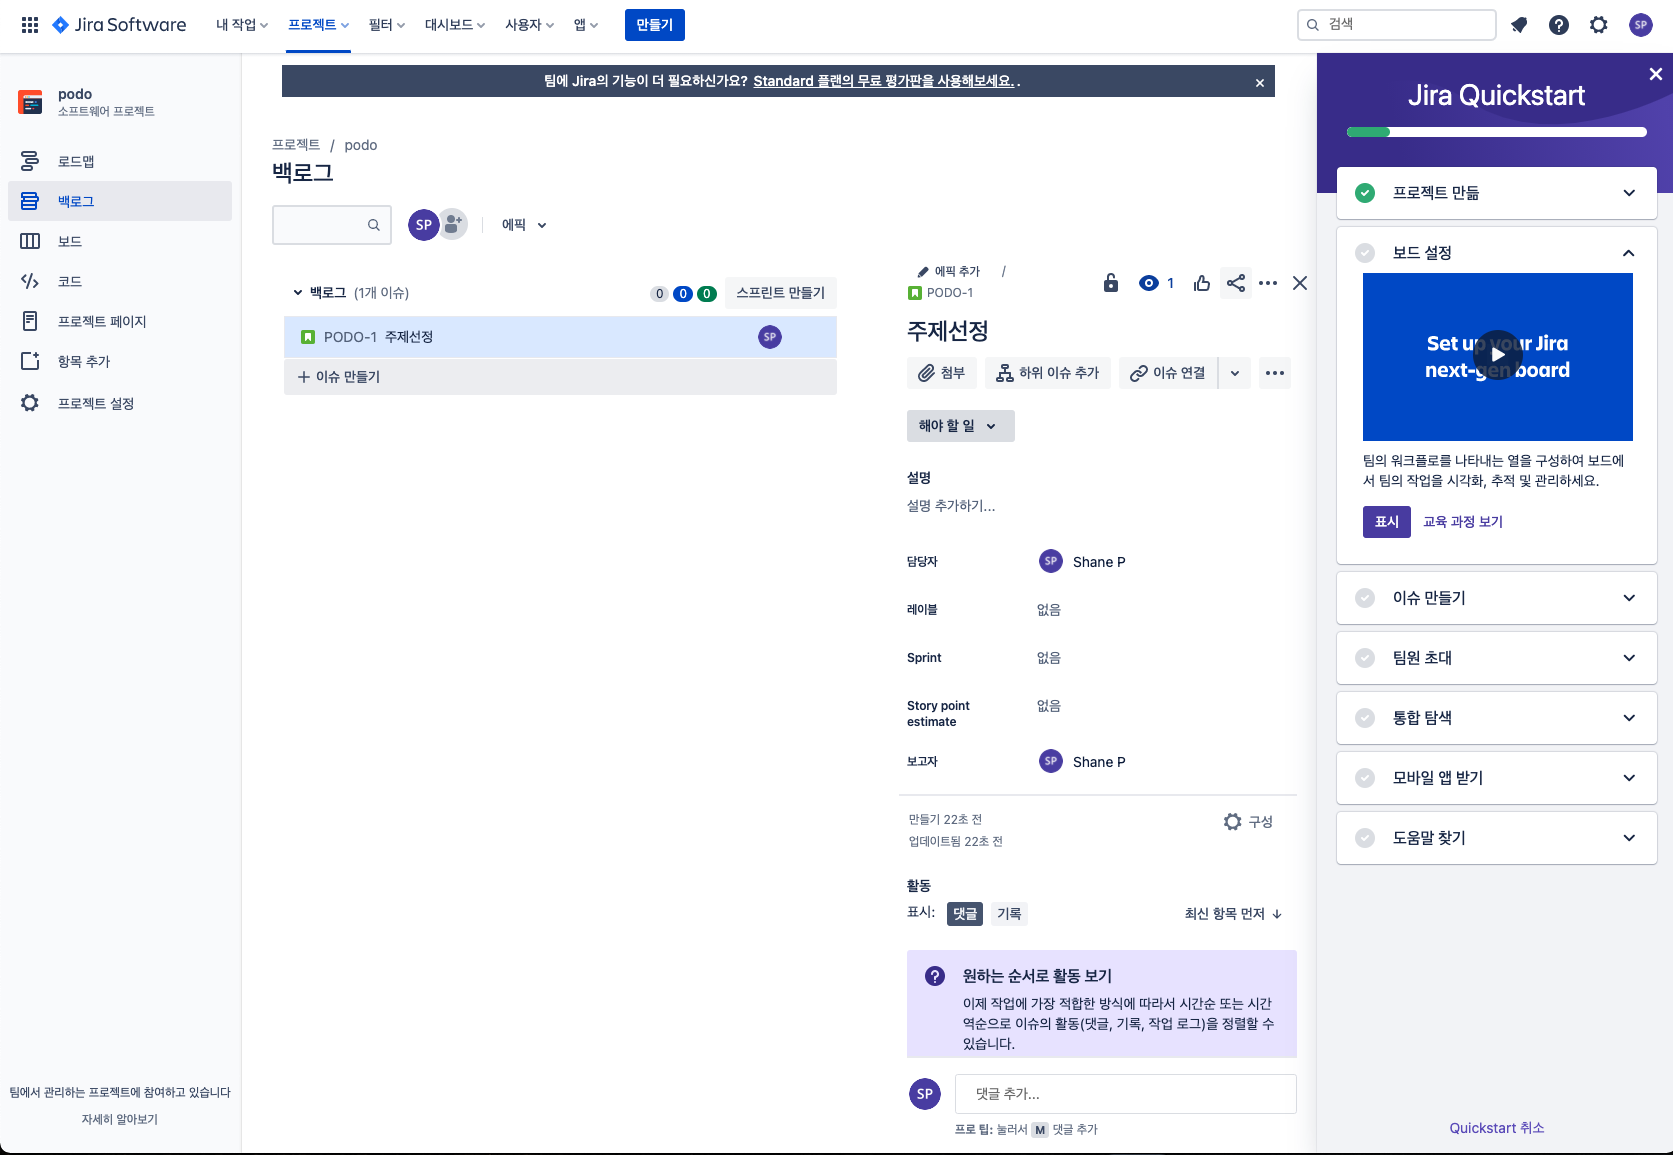 Jira Software
내 작업
프로젝트
필터
대시보드
사용자
앱
만들기
검색
SP
팀에 Jira의 기능이 더 필요하신가요? Standard 플랜의 무료 평가판을 사용해보세요. .
podo
소프트웨어 프로젝트
로드맵
백로그
보드
코드
프로젝트 페이지
항목 추가
프로젝트 설정
팀에서 관리하는 프로젝트에 참여하고 있습니다
자세히 알아보기
프로젝트 / podo
백로그
SP
에픽
백로그 (1개 이슈)
0 0 0
스프린트 만들기
PODO-1 주제선정
SP
+ 이슈 만들기
에픽 추가 /
PODO-1
1
주제선정
첨부
하위 이슈 추가
이슈 연결
해야 할 일
설명
설명 추가하기...
담당자
SP Shane P
레이블
없음
Sprint
없음
Story point estimate
없음
보고자
SP Shane P
만들기 22초 전
업데이트됨 22초 전
구성
활동
표시: 댓글 기록
최신 항목 먼저
원하는 순서로 활동 보기
이제 작업에 가장 적합한 방식에 따라서 시간순 또는 시간
역순으로 이슈의 활동(댓글, 기록, 작업 로그)을 정렬할 수
있습니다.
SP
댓글 추가...
프로 팁: 눌러서 M 댓글 추가
Jira Quickstart
프로젝트 만듦
보드 설정
Set up your Jira
next-gen board
팀의 워크플로를 나타내는 열을 구성하여 보드에
서 팀의 작업을 시각화, 추적 및 관리하세요.
표시
교육 과정 보기
이슈 만들기
팀원 초대
통합 탐색
모바일 앱 받기
도움말 찾기
Quickstart 취소